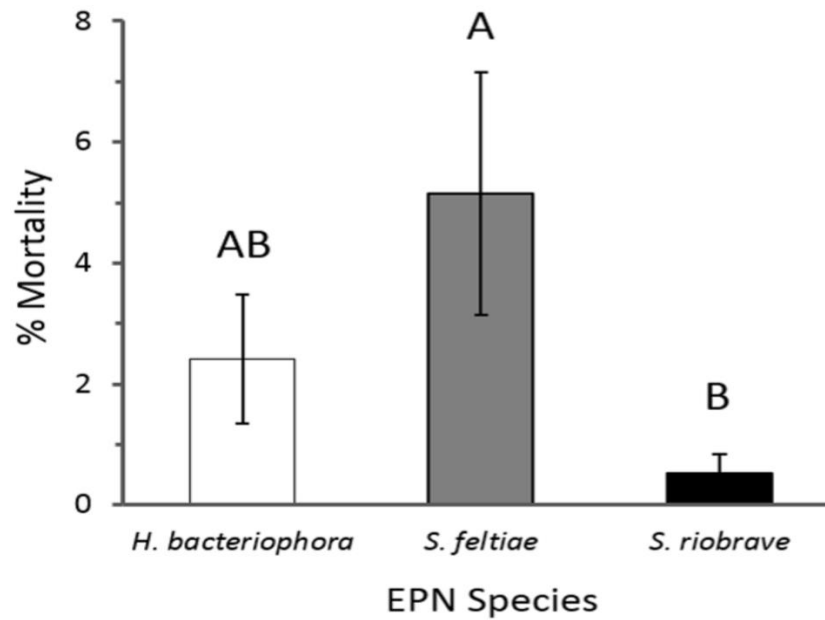 8
A
6
AB
4
2
B
0
% Mortality
H. bacteriophora S. feltiae S. riobrave
EPN Species